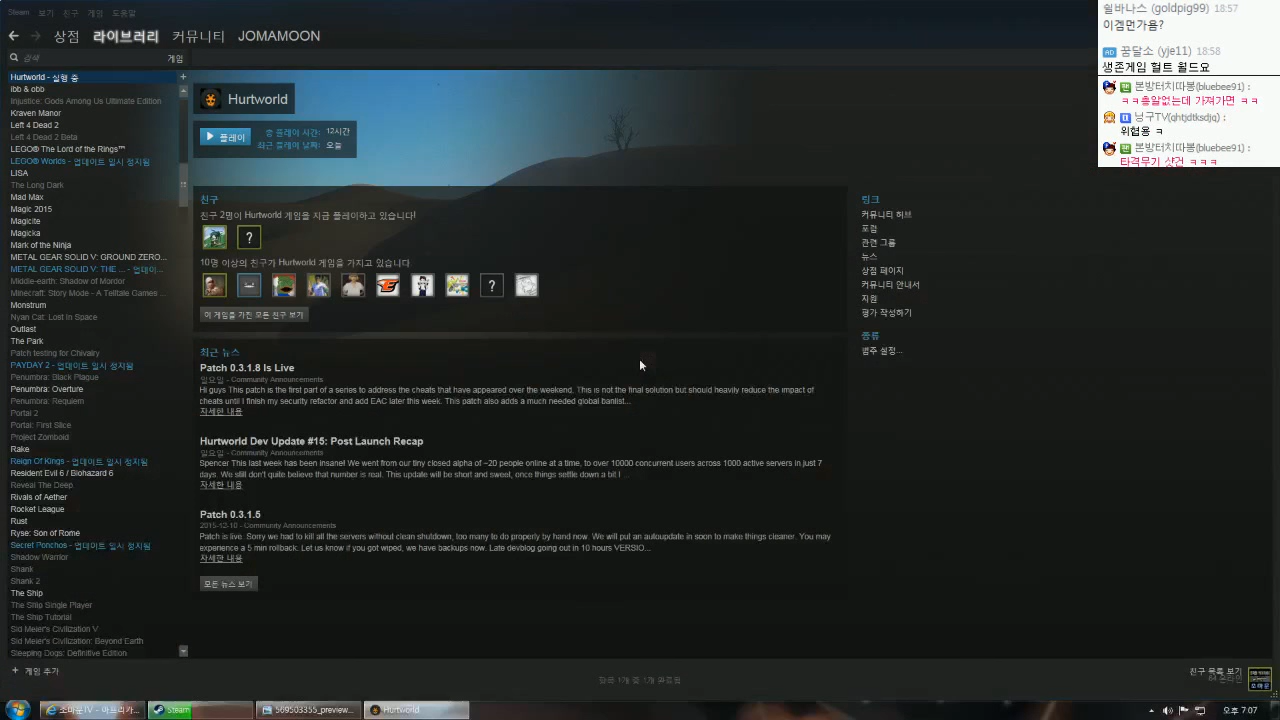 Steam 보기 친구 게임 도움말
상점 라이브러리 커뮤니티 JOMAMOON
검색 게임
Hurtworld - 실행 중
ibb & obb
Injustice: Gods Among Us Ultimate Edition
Kraven Manor
Left 4 Dead 2
Left 4 Dead 2 Beta
LEGO® The Lord of the Rings™
LEGO® Worlds - 업데이트 일시 정지됨
LISA
The Long Dark
Mad Max
Magic 2015
Magicite
Magicka
Mark of the Ninja
METAL GEAR SOLID V: GROUND ZERO...
METAL GEAR SOLID V: THE ... - 업데이...
Middle-earth: Shadow of Mordor
Minecraft: Story Mode - A Telltale Games ...
Monstrum
Nyan Cat: Lost In Space
Outlast
The Park
Patch testing for Chivalry
PAYDAY 2 - 업데이트 일시 정지됨
Penumbra: Black Plague
Penumbra: Overture
Penumbra: Requiem
Portal 2
Portal: First Slice
Project Zomboid
Rake
Reign Of Kings - 업데이트 일시 정지됨
Resident Evil 6 / Biohazard 6
Reveal The Deep
Rivals of Aether
Rocket League
Rust
Ryse: Son of Rome
Secret Ponchos - 업데이트 일시 정지됨
Shadow Warrior
Shank
Shank 2
The Ship
The Ship Single Player
The Ship Tutorial
Sid Meier's Civilization V
Sid Meier's Civilization: Beyond Earth
Sleeping Dogs: Definitive Edition
+ 게임 추가
Hurtworld
플레이
총 플레이 시간: 12시간
최근 플레이 날짜: 오늘
친구
친구 2명이 Hurtworld 게임을 지금 플레이하고 있습니다!
10명 이상의 친구가 Hurtworld 게임을 가지고 있습니다
이 게임을 가진 모든 친구 보기
최근 뉴스
Patch 0.3.1.8 Is Live
일요일 - Community Announcements
Hi guys This patch is the first part of a series to address the cheats that have appeared over the weekend. This is not the final solution but should heavily reduce the impact of
cheats until I finish my security refactor and add EAC later this week. This patch also adds a much needed global banlist...
자세한 내용
Hurtworld Dev Update #15: Post Launch Recap
일요일 - Community Announcements
Spencer This last week has been insane! We went from our tiny closed alpha of ~20 people online at a time, to over 10000 concurrent users across 1000 active servers in just 7
days. We still don't quite believe that number is real. This update will be short and sweet, once things settle down a bit I ...
자세한 내용
Patch 0.3.1.5
2015-12-10 - Community Announcements
Patch is live. Sorry we had to kill all the servers without clean shutdown, too many to do properly by hand now. We will put an autoupdate in soon to make things cleaner. You may
experience a 5 min rollback. Let us know if you got wiped, we have backups now. Late devblog going out in 10 hours VERSIO...
자세한 내용
모든 뉴스 보기
링크
커뮤니티 허브
포럼
관련 그룹
뉴스
상점 페이지
커뮤니티 안내서
지원
평가 작성하기
종류
범주 설정...
쉴바나스 (goldpig99) 18:57
이겜먼가욤?
AD 꿈달소 (yje11) 18:58
생존게임 헐트 월드요
팬 본방터치따봉(bluebee91) :
ㅋㅋ총알없는데 가져가면 ㅋㅋ
닝구TV(qhtjdtksdjq) :
위협용 ㅋ
팬 본방터치따봉(bluebee91) :
타격무기 샷건 ㅋㅋㅋ
친구 목록 보기
Steam
569503355_preview...
Hurtworld
오후 7:07